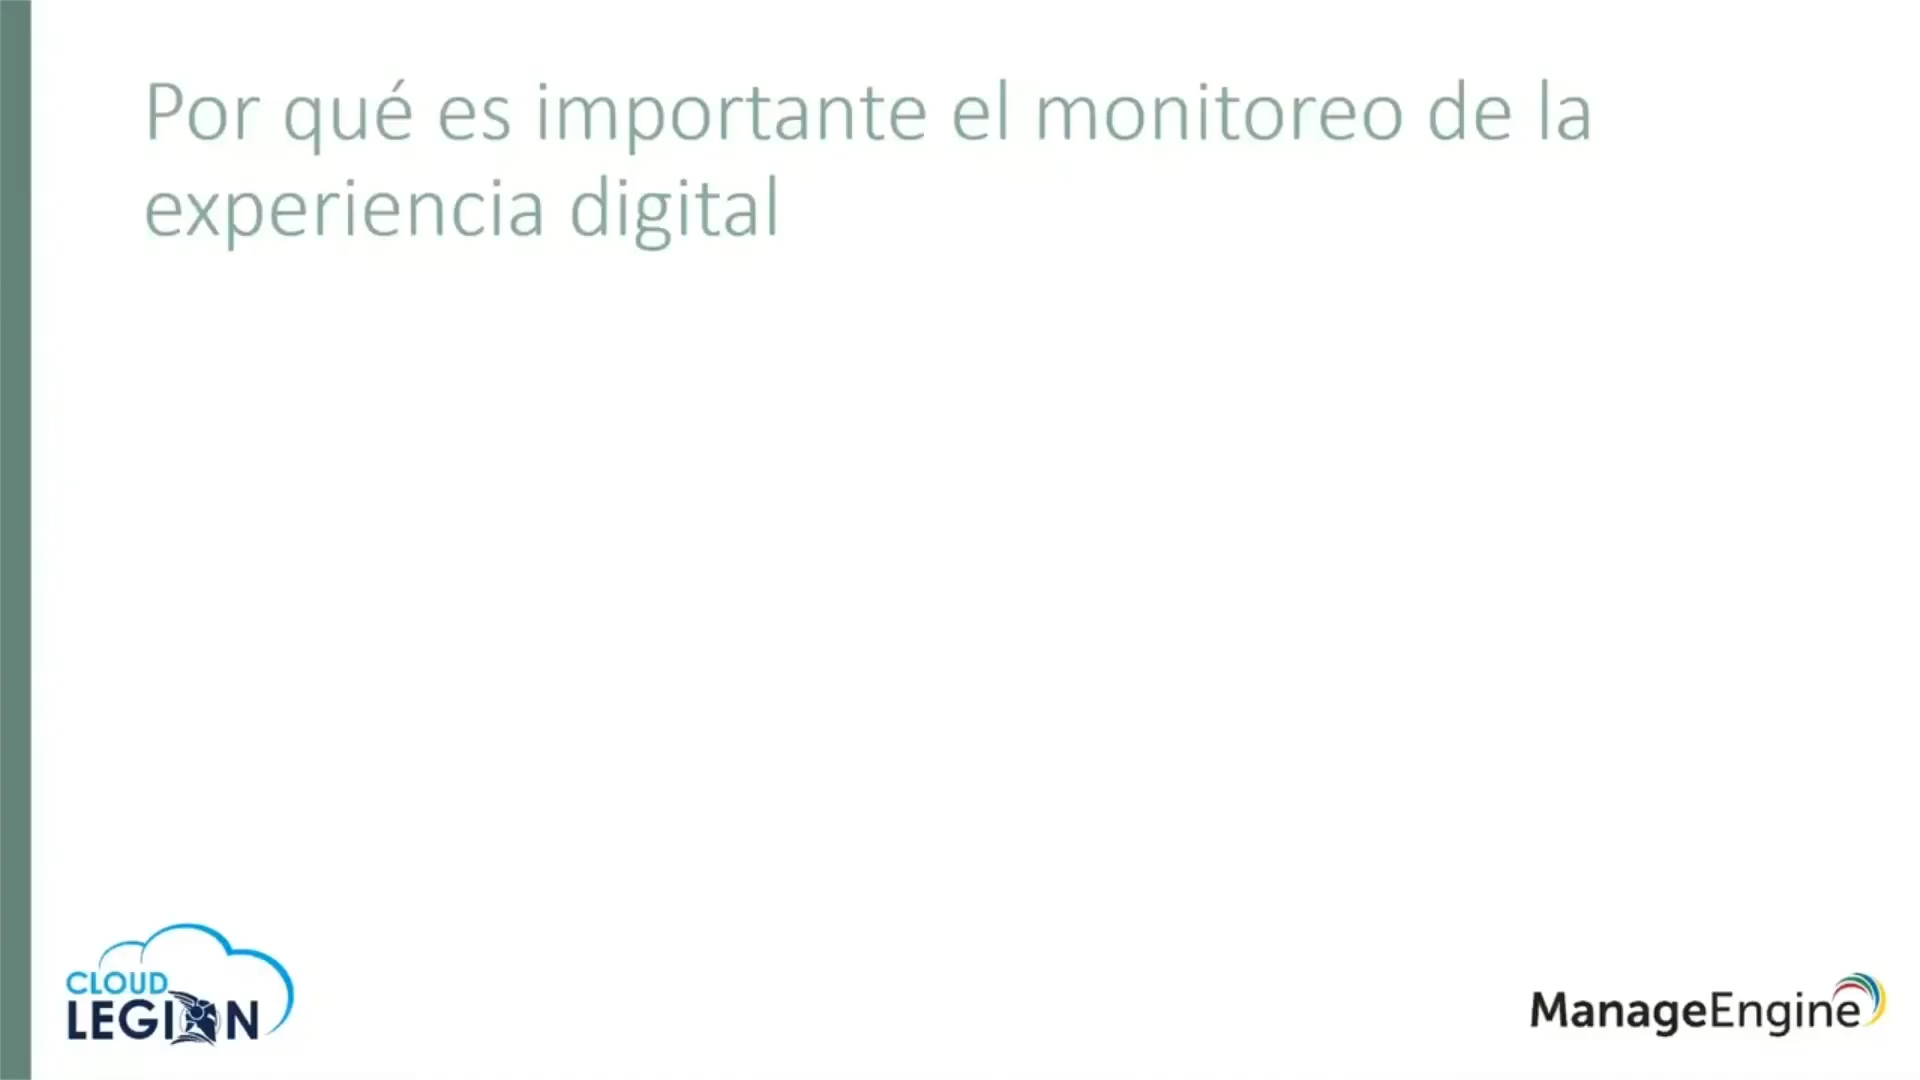 Por qué es importante el monitoreo de la
experiencia digital
CLOUD
LEGION
ManageEngine